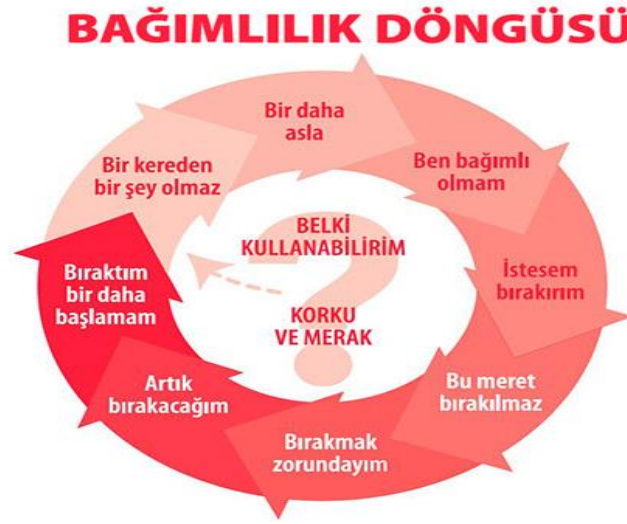 BAĞIMLILIK DÖNGÜSÜ
Bir kereden
bir şey olmaz
Bir daha
asla
Ben bağımlı
olmam
İstesem
bırakırım
Bu meret
bırakılmaz
Bırakmak
zorundayım
Artık
bırakacağım
Bıraktım
bir daha
başlamam
BELKİ
KULLANABİLİRİM
?
KORKU
VE MERAK